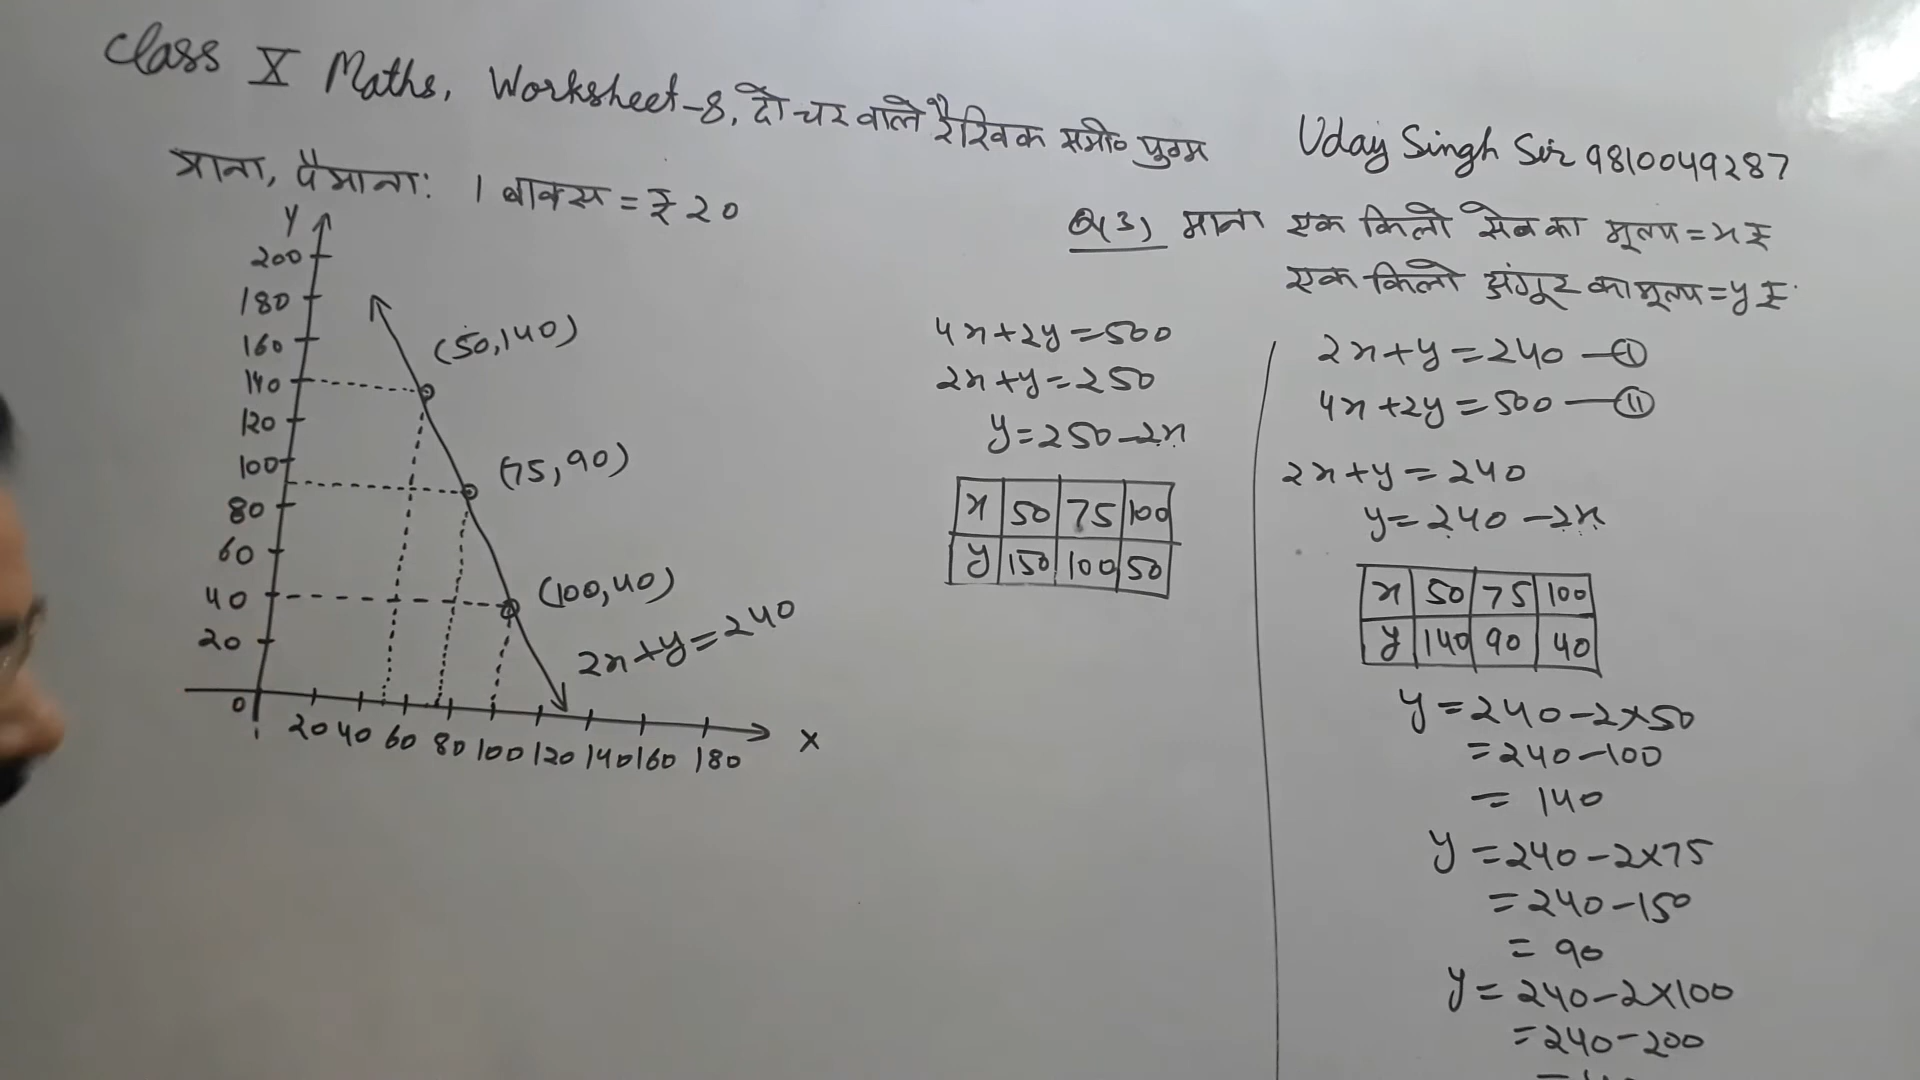 Class X Maths, Worksheet-8, दो चर वाले रैखिक समी० युग्म
Uday Singh Sir 9810049287
माना, पैमाना: 1 बाक्स = ₹ 20
Y
200
180
160
140
120
100
80
60
40
20
0
20 40 60 80 100 120 140 160 180
X
(50,140)
(75,90)
(100,40)
2x+y=240
4x+2y=500
2x+y=250
y=250-2x
x 50 75 100
y 150 100 50
Q(3) माना एक किलो सेब का मूल्य = x ₹
एक किलो अंगूर का मूल्य = y ₹
2x+y=240 —(I)
4x+2y=500 —(II)
2x+y=240
y=240-2x
x 50 75 100
y 140 90 40
y=240-2×50
=240-100
= 140
y=240-2×75
=240-150
= 90
y=240-2×100
=240-200